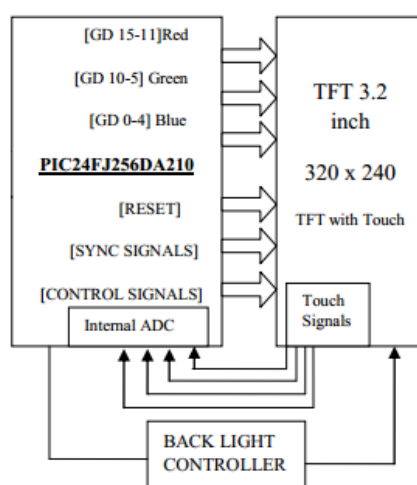 [GD 15-11]Red
[GD 10-5] Green
[GD 0-4] Blue
PIC24FJ256DA210
[RESET]
[SYNC SIGNALS]
[CONTROL SIGNALS]
Internal ADC
TFT 3.2
inch
320 x 240
TFT with Touch
Touch
Signals
BACK LIGHT
CONTROLLER